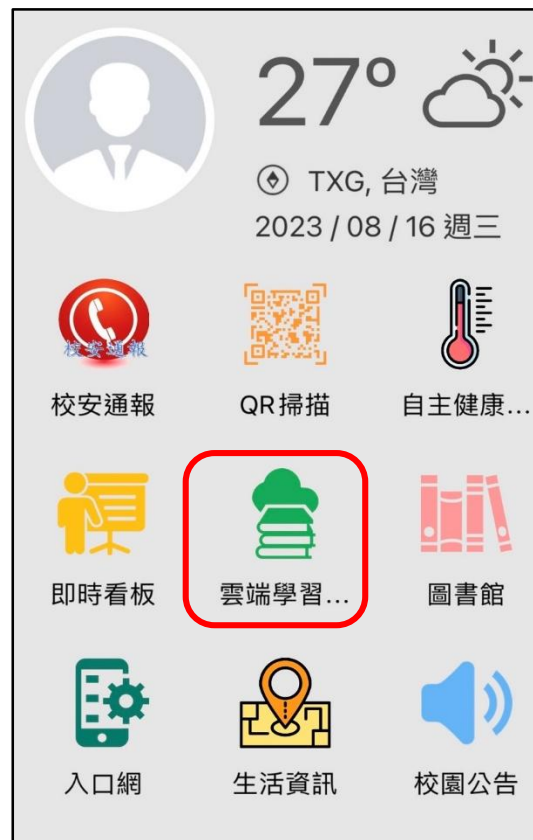 27°
TXG, 台灣
2023 / 08 / 16 週三
校安通報
校安通報
QR掃描
自主健康...
即時看板
雲端學習...
圖書館
入口網
生活資訊
校園公告